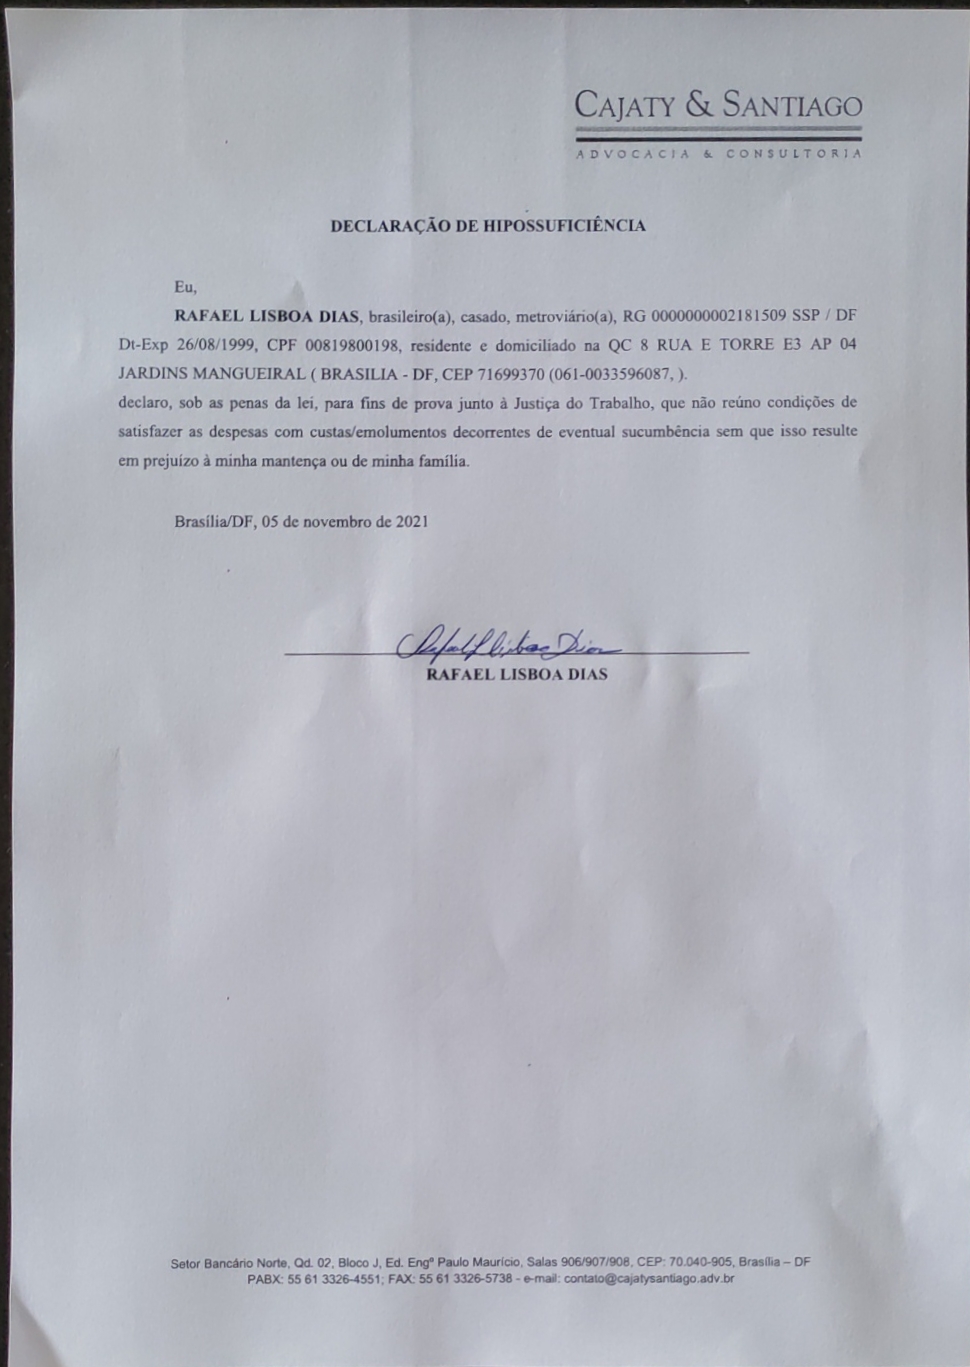 CAJATY & SANTIAGO
ADVOCACIA & CONSULTORIA
DECLARAÇÃO DE HIPOSSUFICIÊNCIA
Eu,
RAFAEL LISBOA DIAS, brasileiro(a), casado, metroviário(a), RG 0000000002181509 SSP / DF
Dt-Exp 26/08/1999, CPF 00819800198, residente e domiciliado na QC 8 RUA E TORRE E3 AP 04
JARDINS MANGUEIRAL ( BRASILIA - DF, CEP 71699370 (061-0033596087, ).
declaro, sob as penas da lei, para fins de prova junto à Justiça do Trabalho, que não reúno condições de
satisfazer as despesas com custas/emolumentos decorrentes de eventual sucumbência sem que isso resulte
em prejuízo à minha mantença ou de minha família.
Brasília/DF, 05 de novembro de 2021
Rafael Lisboa Dias
RAFAEL LISBOA DIAS
Setor Bancário Norte, Qd. 02, Bloco J, Ed. Engº Paulo Maurício, Salas 906/907/908, CEP: 70.040-905, Brasília – DF
PABX: 55 61 3326-4551; FAX: 55 61 3326-5738 - e-mail: contato@cajatysantiago.adv.br